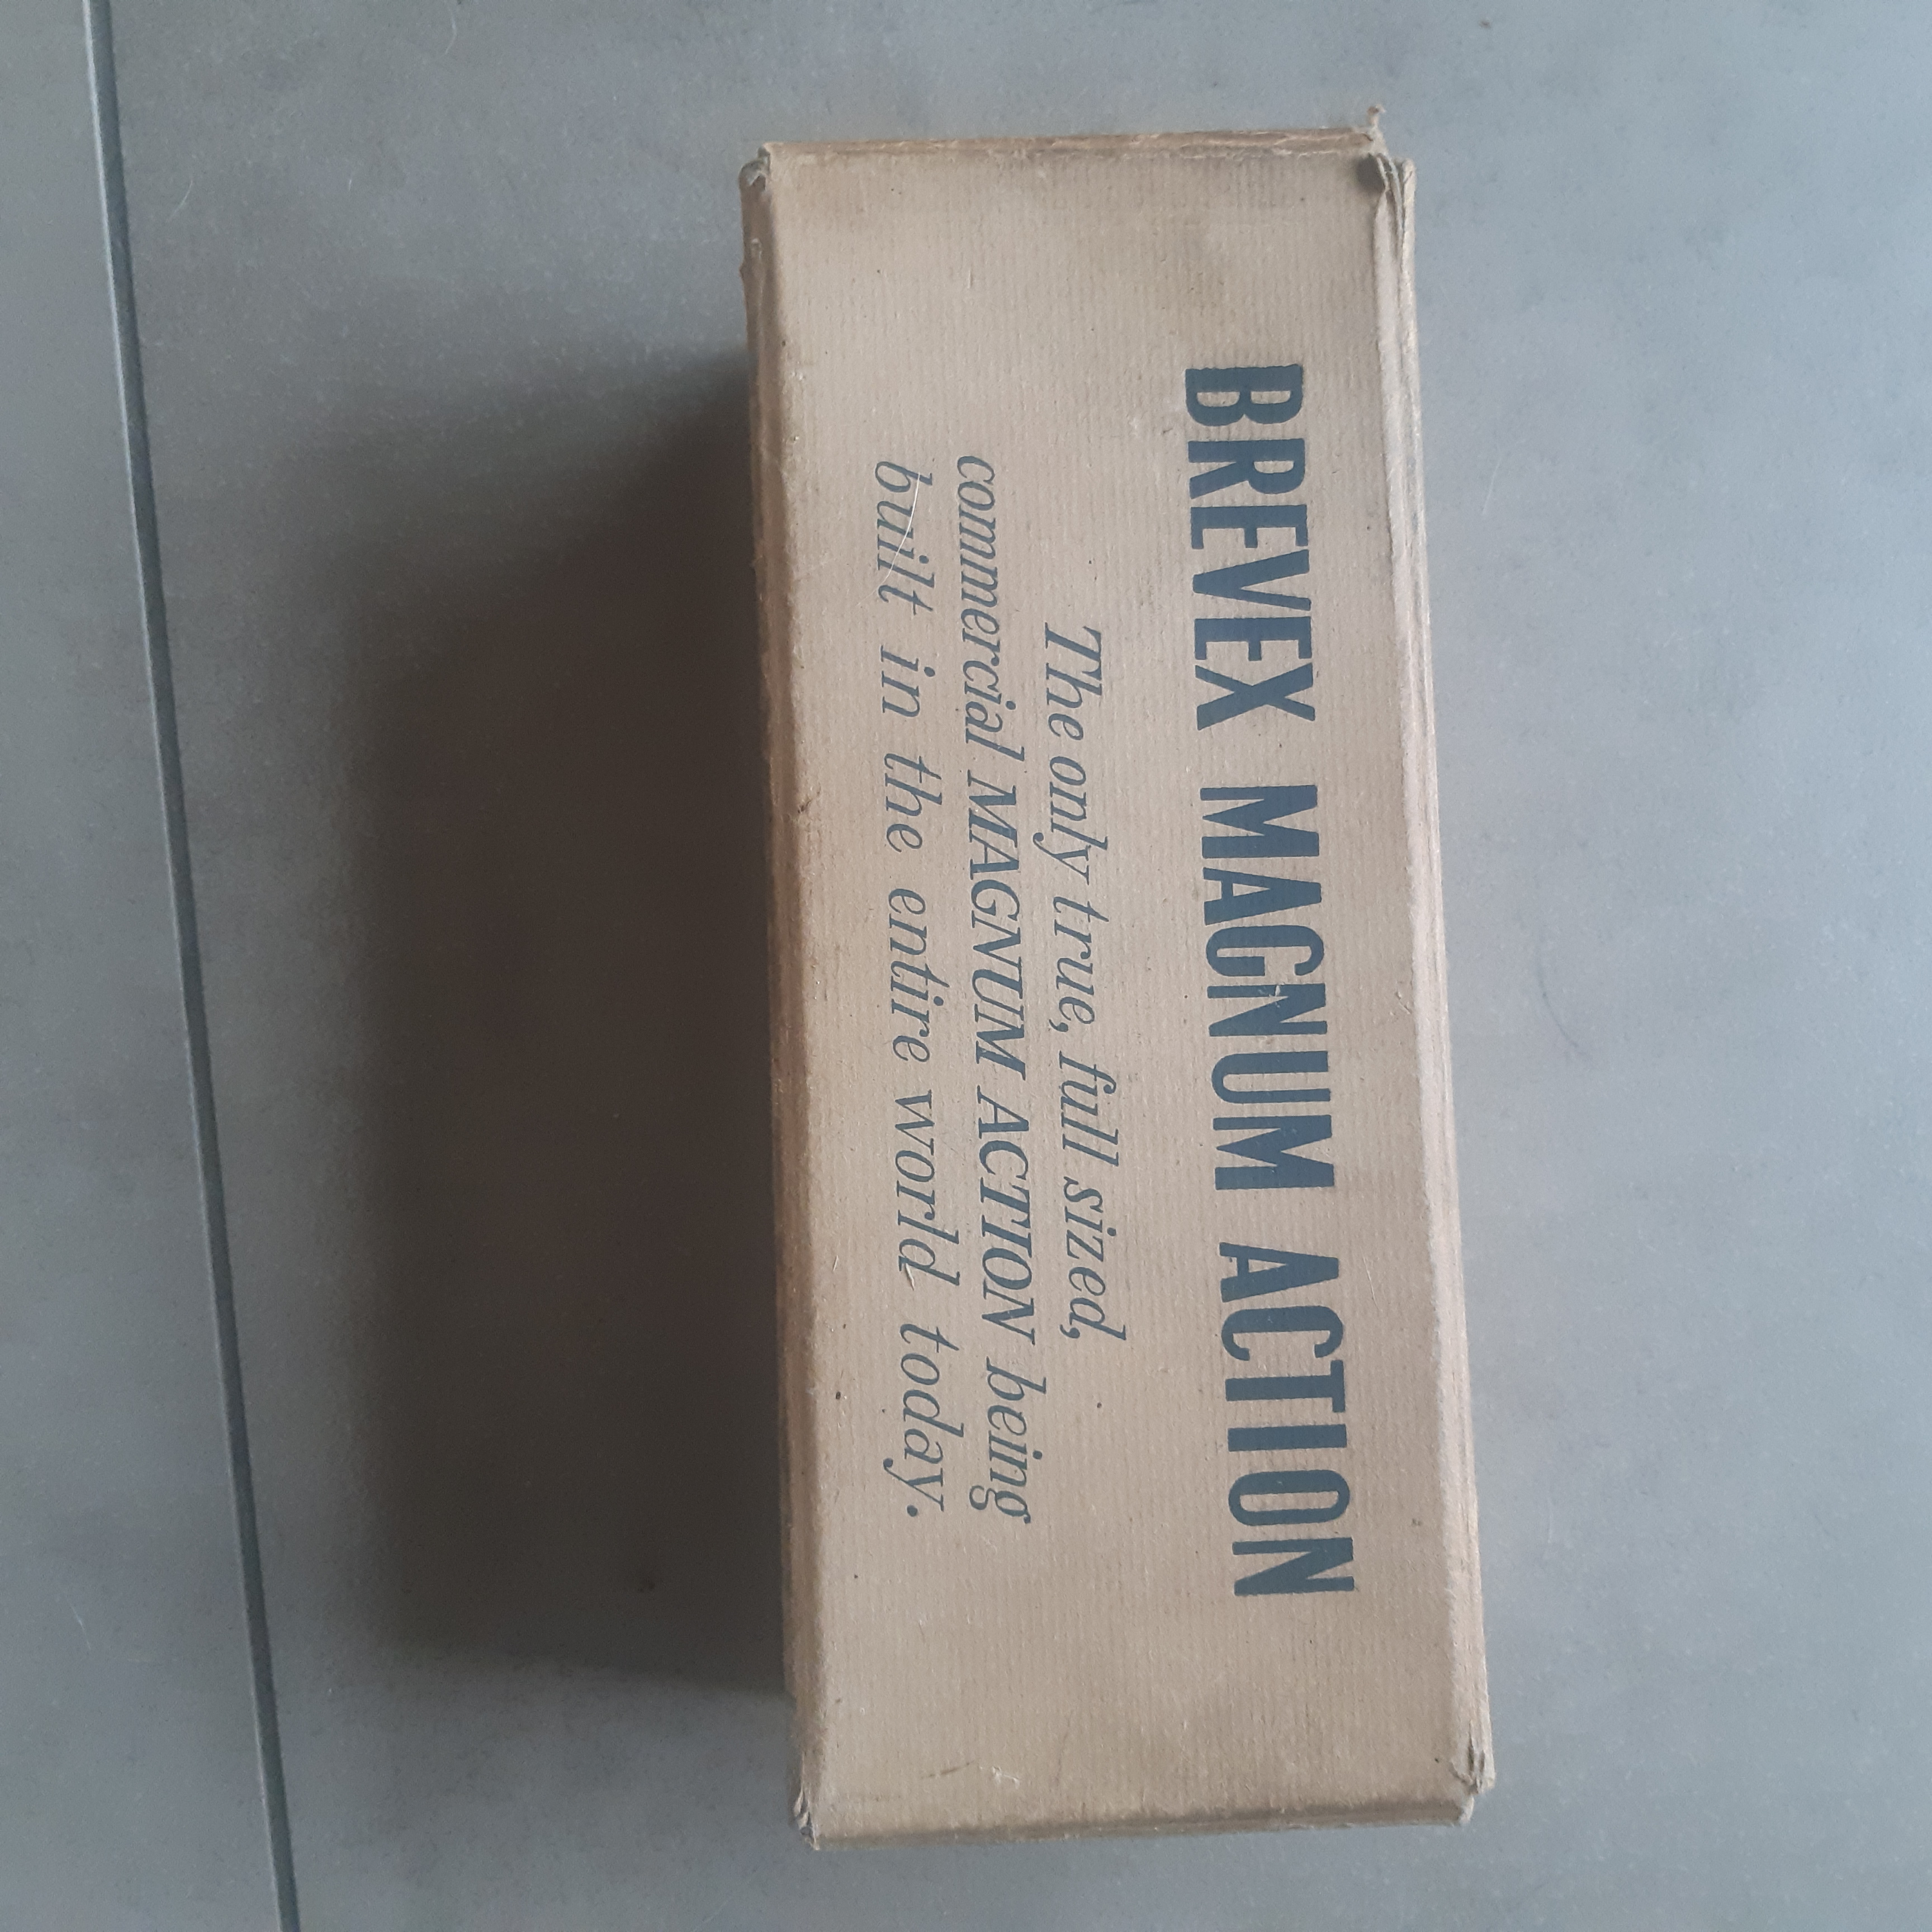 BREVEX MAGNUM ACTION
The only true, full sized,
commercial MAGNUM ACTION being
built in the entire world today.